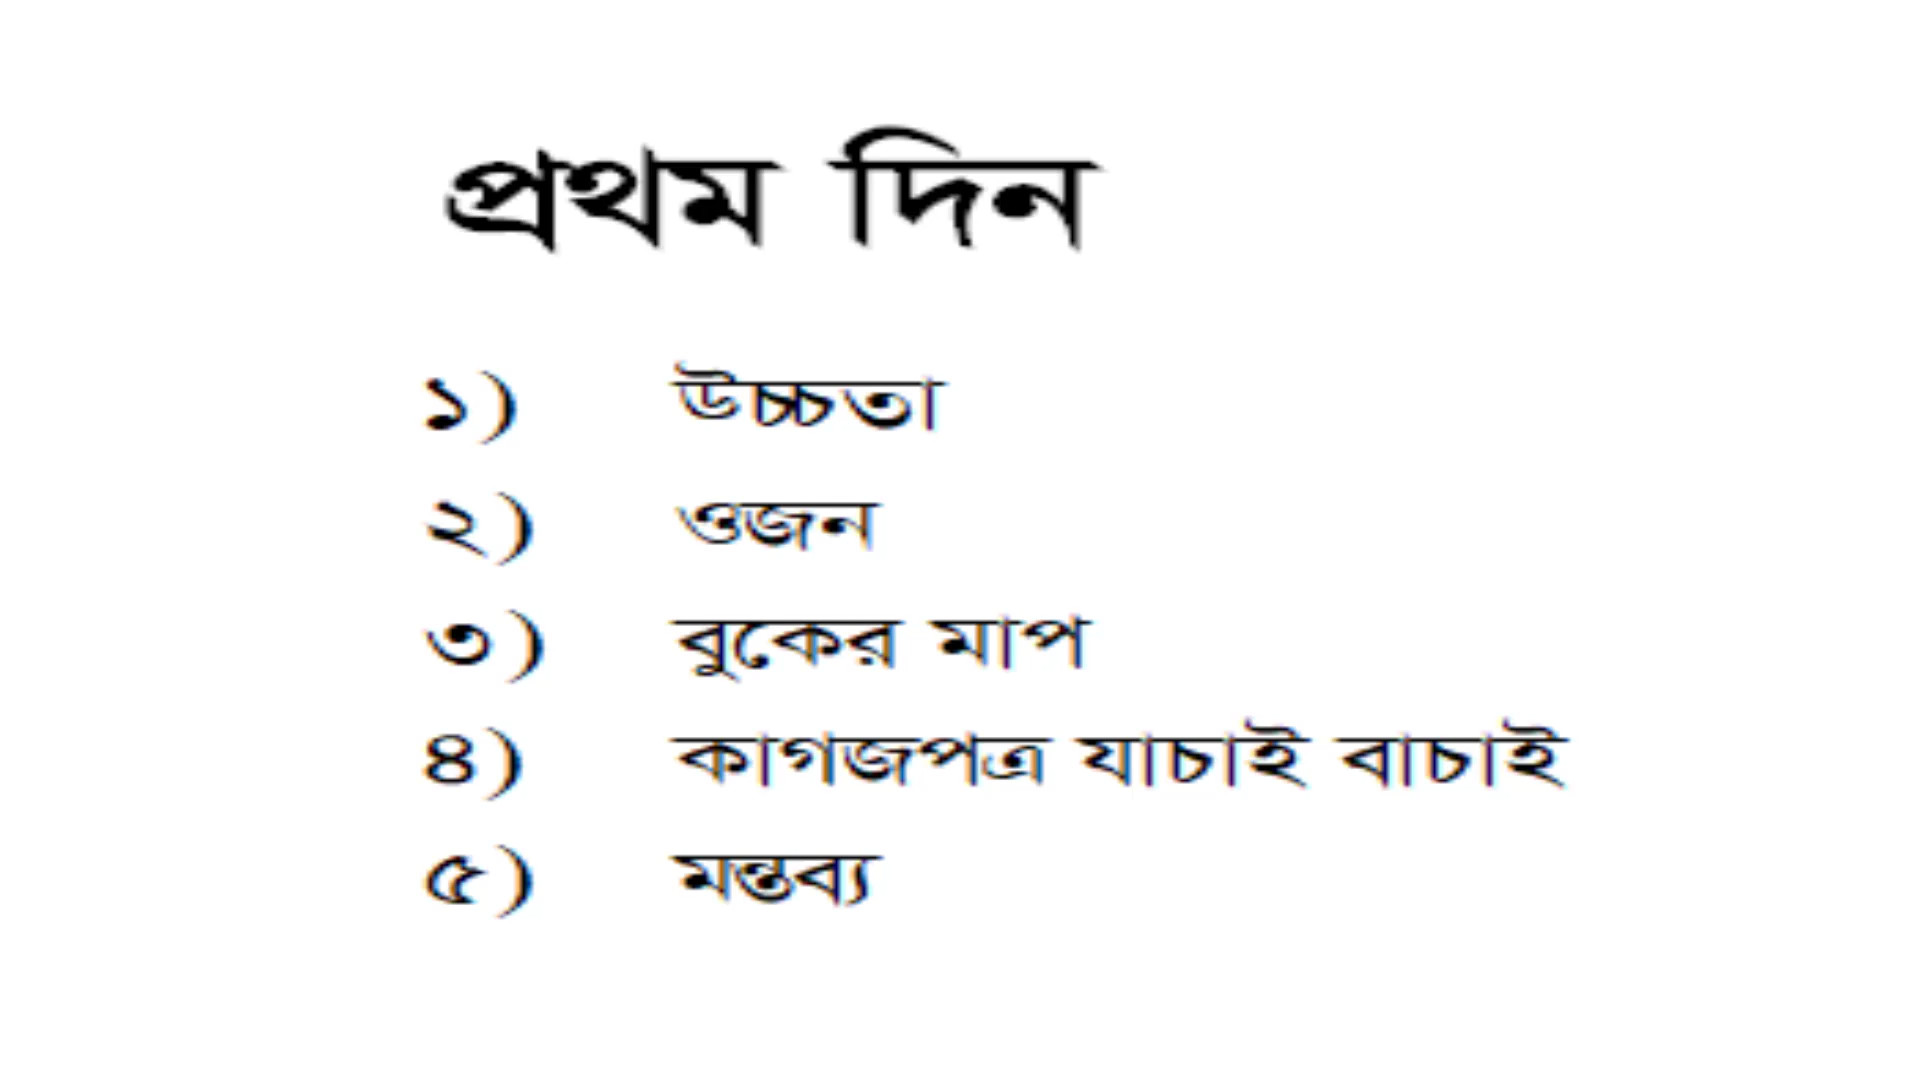 প্রথম দিন
১) উচ্চতা
২) ওজন
৩) বুকের মাপ
৪) কাগজপত্র যাচাই বাচাই
৫) মন্তব্য